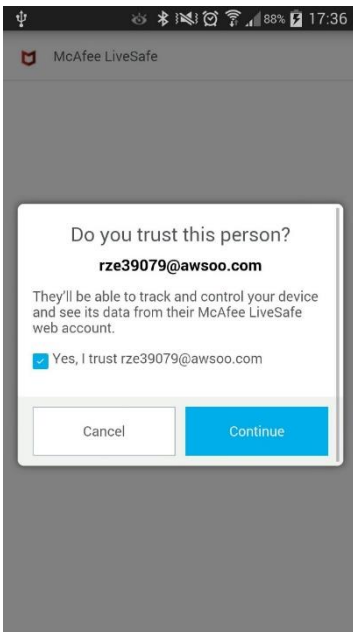 88% 17:36
McAfee LiveSafe
Do you trust this person?
rze39079@awsoo.com
They'll be able to track and control your device
and see its data from their McAfee LiveSafe
web account.
Yes, I trust rze39079@awsoo.com
Cancel Continue